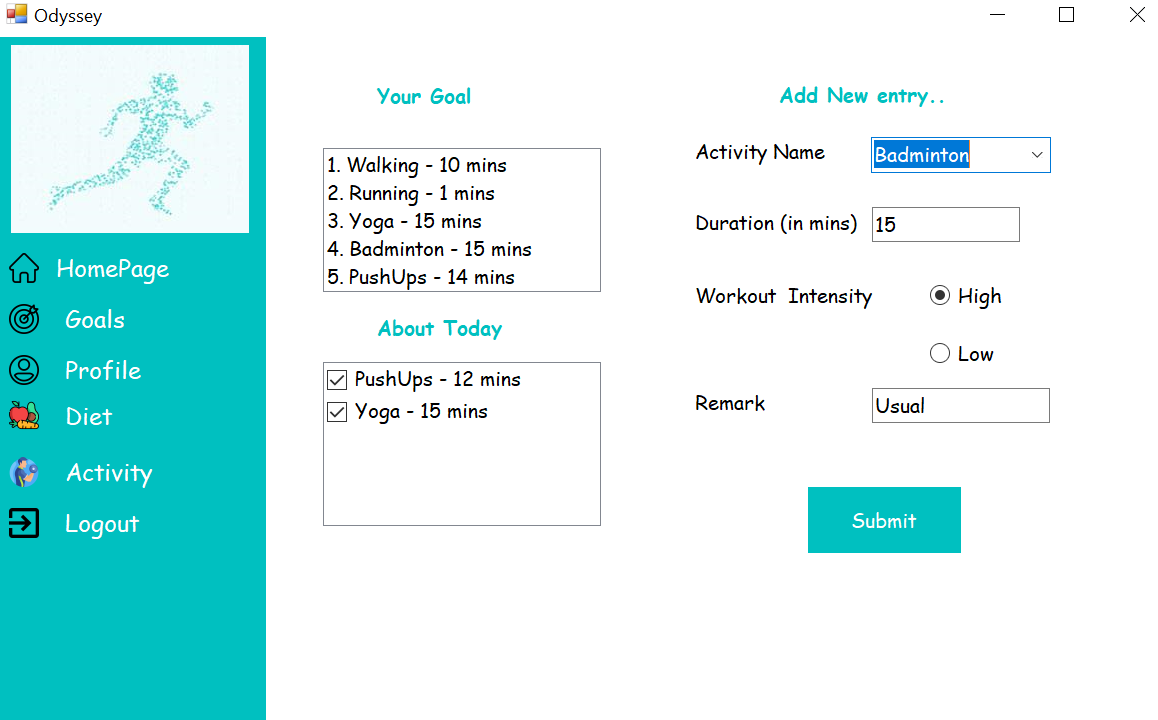 Odyssey
HomePage
Goals
Profile
Diet
Activity
Logout
Your Goal
1. Walking - 10 mins
2. Running - 1 mins
3. Yoga - 15 mins
4. Badminton - 15 mins
5. PushUps - 14 mins
About Today
PushUps - 12 mins
Yoga - 15 mins
Add New entry..
Activity Name Badminton
Duration (in mins) 15
Workout Intensity High
Low
Remark Usual
Submit